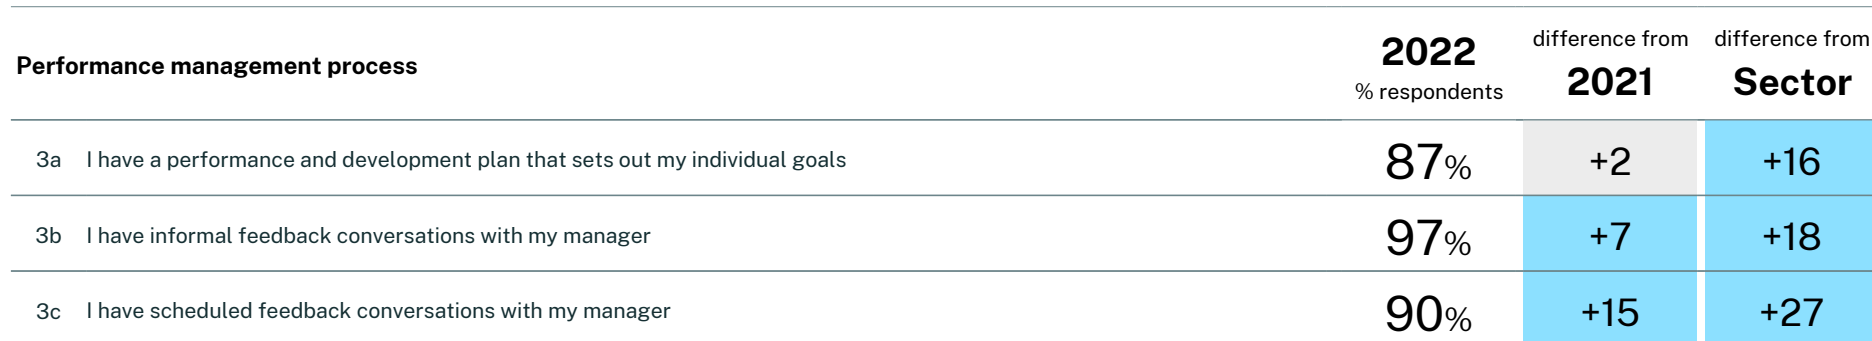 Performance management process 2022 % respondents difference from 2021 difference from Sector
3a I have a performance and development plan that sets out my individual goals 87% +2 +16
3b I have informal feedback conversations with my manager 97% +7 +18
3c I have scheduled feedback conversations with my manager 90% +15 +27